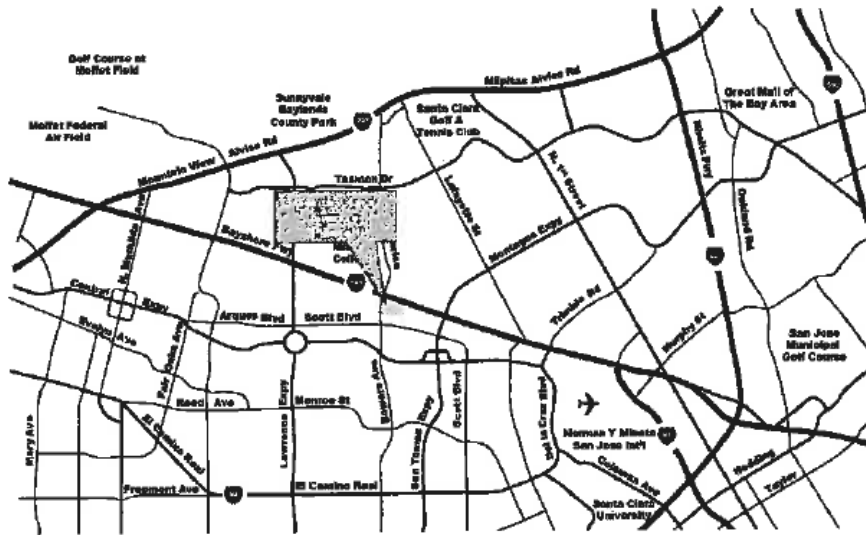 Golf Course at
Moffet Field
Milpitas Alviso Rd
Sunnyvale
Baylands
County Park
237
Santa Clara
Golf &
Tennis Club
Great Mall of
The Bay Area
Moffet Federal
Air Field
Mountain View Alviso Rd
Tasman Dr
Lafayette St
N. 1st Street
Oakland Rd
Bayshore Fwy
Montague Expy
Central Expy
Arques Blvd
Scott Blvd
Trimble Rd
Murphy St
San Jose
Municipal
Golf Course
Evelyn Ave
Fair Oaks Ave
Reed Ave
Monroe St
Bowers Ave
Lawrence Expy
San Tomas Expy
Scott Blvd
De la Cruz Blvd
Mary Ave
El Camino Real
Norman Y Mineta
San Jose Int'l
Coleman Ave
Hedding
Taylor
Fremont Ave
El Camino Real
Santa Clara
University